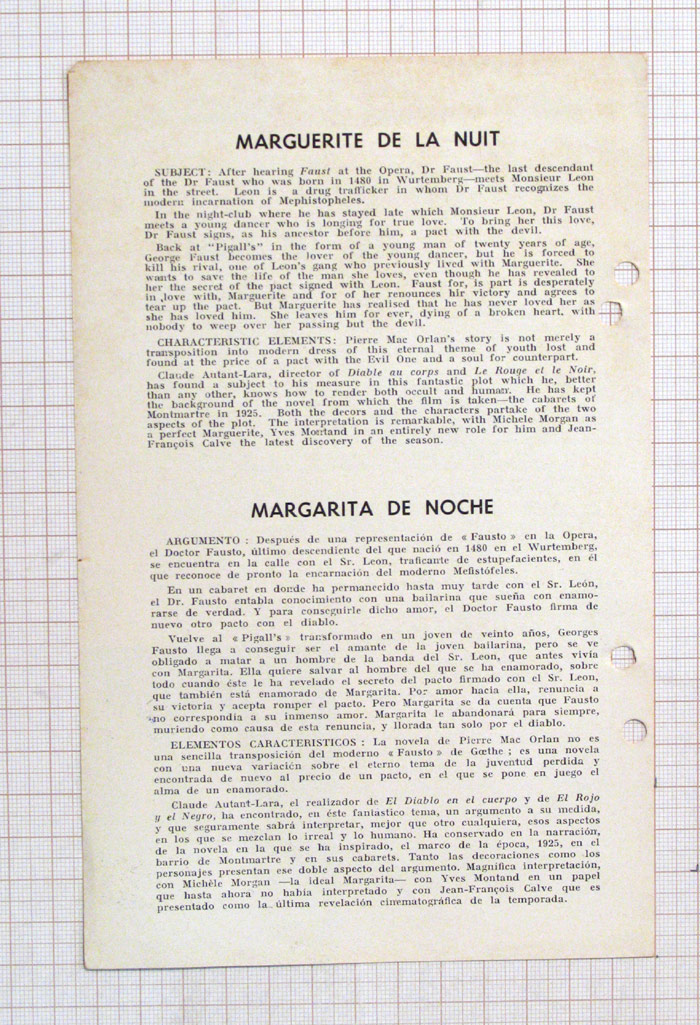 MARGUERITE DE LA NUIT
SUBJECT: After hearing Faust at the Opera, Dr Faust—the last descendant
of the Dr Faust who was born in 1480 in Wurtemberg—meets Monsieur Leon
in the street. Leon is a drug trafficker in whom Dr Faust recognizes the
modern incarnation of Mephistopheles.
In the night-club where he has stayed late which Monsieur Leon, Dr Faust
meets a young dancer who is longing for true love. To bring her this love,
Dr Faust signs, as his ancestor before him, a pact with the devil.
Back at "Pigall's" in the form of a young man of twenty years of age,
George Faust becomes the lover of the young dancer, but he is forced to
kill his rival, one of Leon's gang who previously lived with Marguerite. She
wants to save the life of the man she loves, even though he has revealed to
her the secret of the pact signed with Leon. Faust for, is part is desperately
in love with, Marguerite and for of her renounces hir victory and agrees to
tear up the pact. But Marguerite has realised that he has never loved her as
she has loved him. She leaves him for ever, dying of a broken heart, with
nobody to weep over her passing but the devil.
CHARACTERISTIC ELEMENTS: Pierre Mac Orlan's story is not merely a
transposition into modern dress of this eternal theme of youth lost and
found at the price of a pact with the Evil One and a soul for counterpart.
Claude Autant-Lara, director of Diable au corps and Le Rouge et le Noir,
has found a subject to his measure in this fantastic plot which he, better
than any other, knows how to render both occult and human. He has kept
the background of the novel from which the film is taken—the cabarets of
Montmartre in 1925. Both the decors and the characters partake of the two
aspects of the plot. The interpretation is remarkable, with Michele Morgan as
a perfect Marguerite, Yves Montand in an entirely new role for him and Jean-
François Calve the latest discovery of the season.
MARGARITA DE NOCHE
ARGUMENTO : Después de una representación de « Fausto » en la Opera,
el Doctor Fausto, último descendiente del que nació en 1480 en el Wurtemberg,
se encuentra en la calle con el Sr. Leon, traficante de estupefacientes, en él
que reconoce de pronto la encarnación del moderno Mefistófeles.
En un cabaret en donde ha permanecido hasta muy tarde con el Sr. León,
el Dr. Fausto entabla conocimiento con una bailarina que sueña con enamo-
rarse de verdad. Y para conseguirle dicho amor, el Doctor Fausto firma de
nuevo otro pacto con el diablo.
Vuelve al « Pigall's » transformado en un joven de veinto años, Georges
Fausto llega a conseguir ser el amante de la joven bailarina, pero se ve
obligado a matar a un hombre de la banda del Sr. Leon, que antes vivía
con Margarita. Ella quiere salvar al hombre del que se ha enamorado, sobre
todo cuando éste le ha revelado el secreto del pacto firmado con el Sr. Leon,
que también está enamorado de Margarita. Por amor hacia ella, renuncia a
su victoria y acepta romper el pacto. Pero Margarita se da cuenta que Fausto
no correspondía a su inmenso amor. Margarita le abandonará para siempre,
muriendo como causa de esta renuncia, y llorada tan solo por el diablo.
ELEMENTOS CARACTERISTICOS : La novela de Pierre Mac Orlan no es
una sencilla transposición del moderno « Fausto » de Gœthe ; es una novela
con una nueva variación sobre el eterno tema de la juventud perdida y
encontrada de nuevo al precio de un pacto, en el que se pone en juego el
alma de un enamorado.
Claude Autant-Lara, el realizador de El Diablo en el cuerpo y de El Rojo
y el Negro, ha encontrado, en éste fantastico tema, un argumento a su medida,
y que seguramente sabrá interpretar, mejor que otro cualquiera, esos aspectos
en los que se mezclan lo irreal y lo humano. Ha conservado en la narración,
de la novela en la que se ha inspirado, el marco de la época, 1925, en el
barrio de Montmartre y en sus cabarets. Tanto las decoraciones como los
personajes presentan ese doble aspecto del argumento. Magnífica interpretación,
con Michèle Morgan —la ideal Margarita— con Yves Montand en un papel
que hasta ahora no había interpretado y con Jean-François Calve que es
presentado como la última revelación cinematográfica de la temporada.